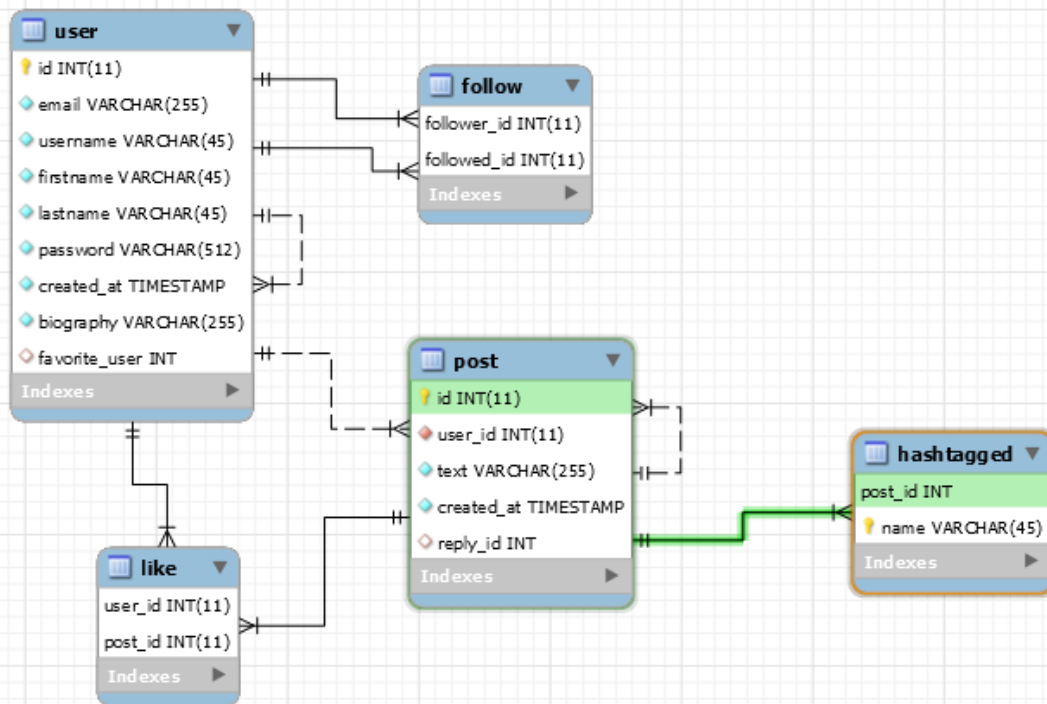 user
id INT(11)
email VARCHAR(255)
username VARCHAR(45)
firstname VARCHAR(45)
lastname VARCHAR(45)
password VARCHAR(512)
created_at TIMESTAMP
biography VARCHAR(255)
favorite_user INT
Indexes
follow
follower_id INT(11)
followed_id INT(11)
Indexes
post
id INT(11)
user_id INT(11)
text VARCHAR(255)
created_at TIMESTAMP
reply_id INT
Indexes
hashtagged
post_id INT
name VARCHAR(45)
Indexes
like
user_id INT(11)
post_id INT(11)
Indexes